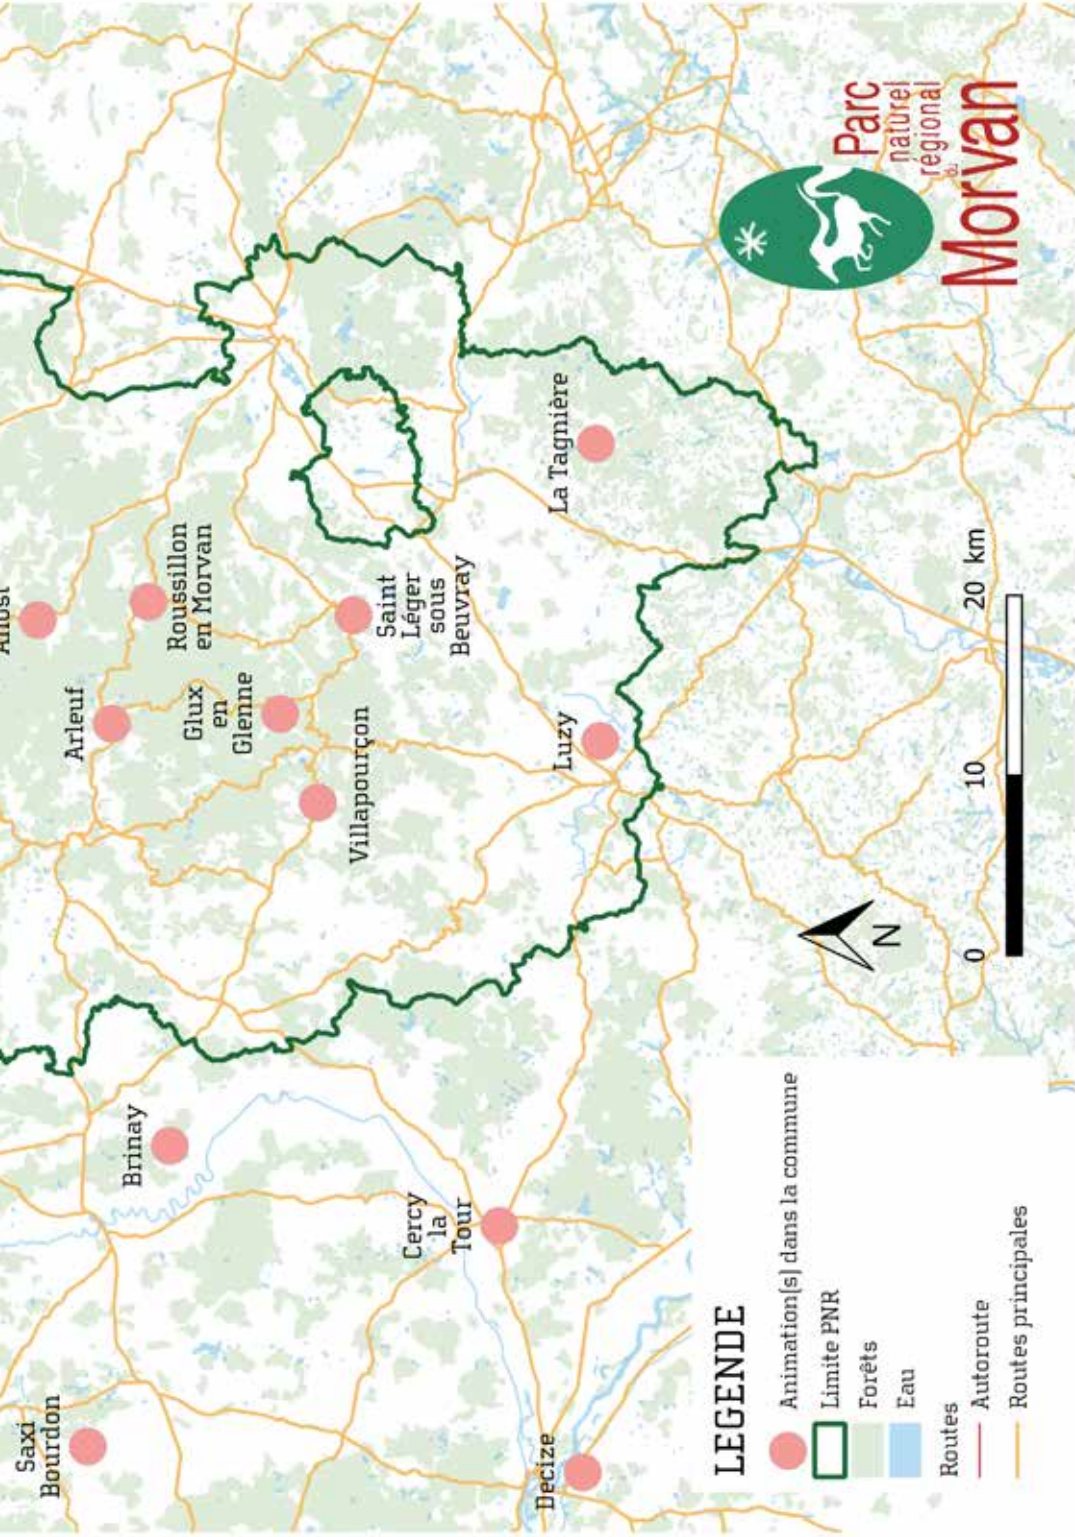 Saxi
Bourdon
Decize
Brinay
Cercy
la
Tour
Arleuf
Glux
en
Glenne
Villapourçon
Roussillon
en Morvan
Saint
Léger
sous
Beuvray
Luzy
La Tagnière
LEGENDE
Animation(s) dans la commune
Limite PNR
Forêts
Eau
Routes
Autoroute
Routes principales
N
0 10 20 km
Parc
naturel
régional
du
Morvan